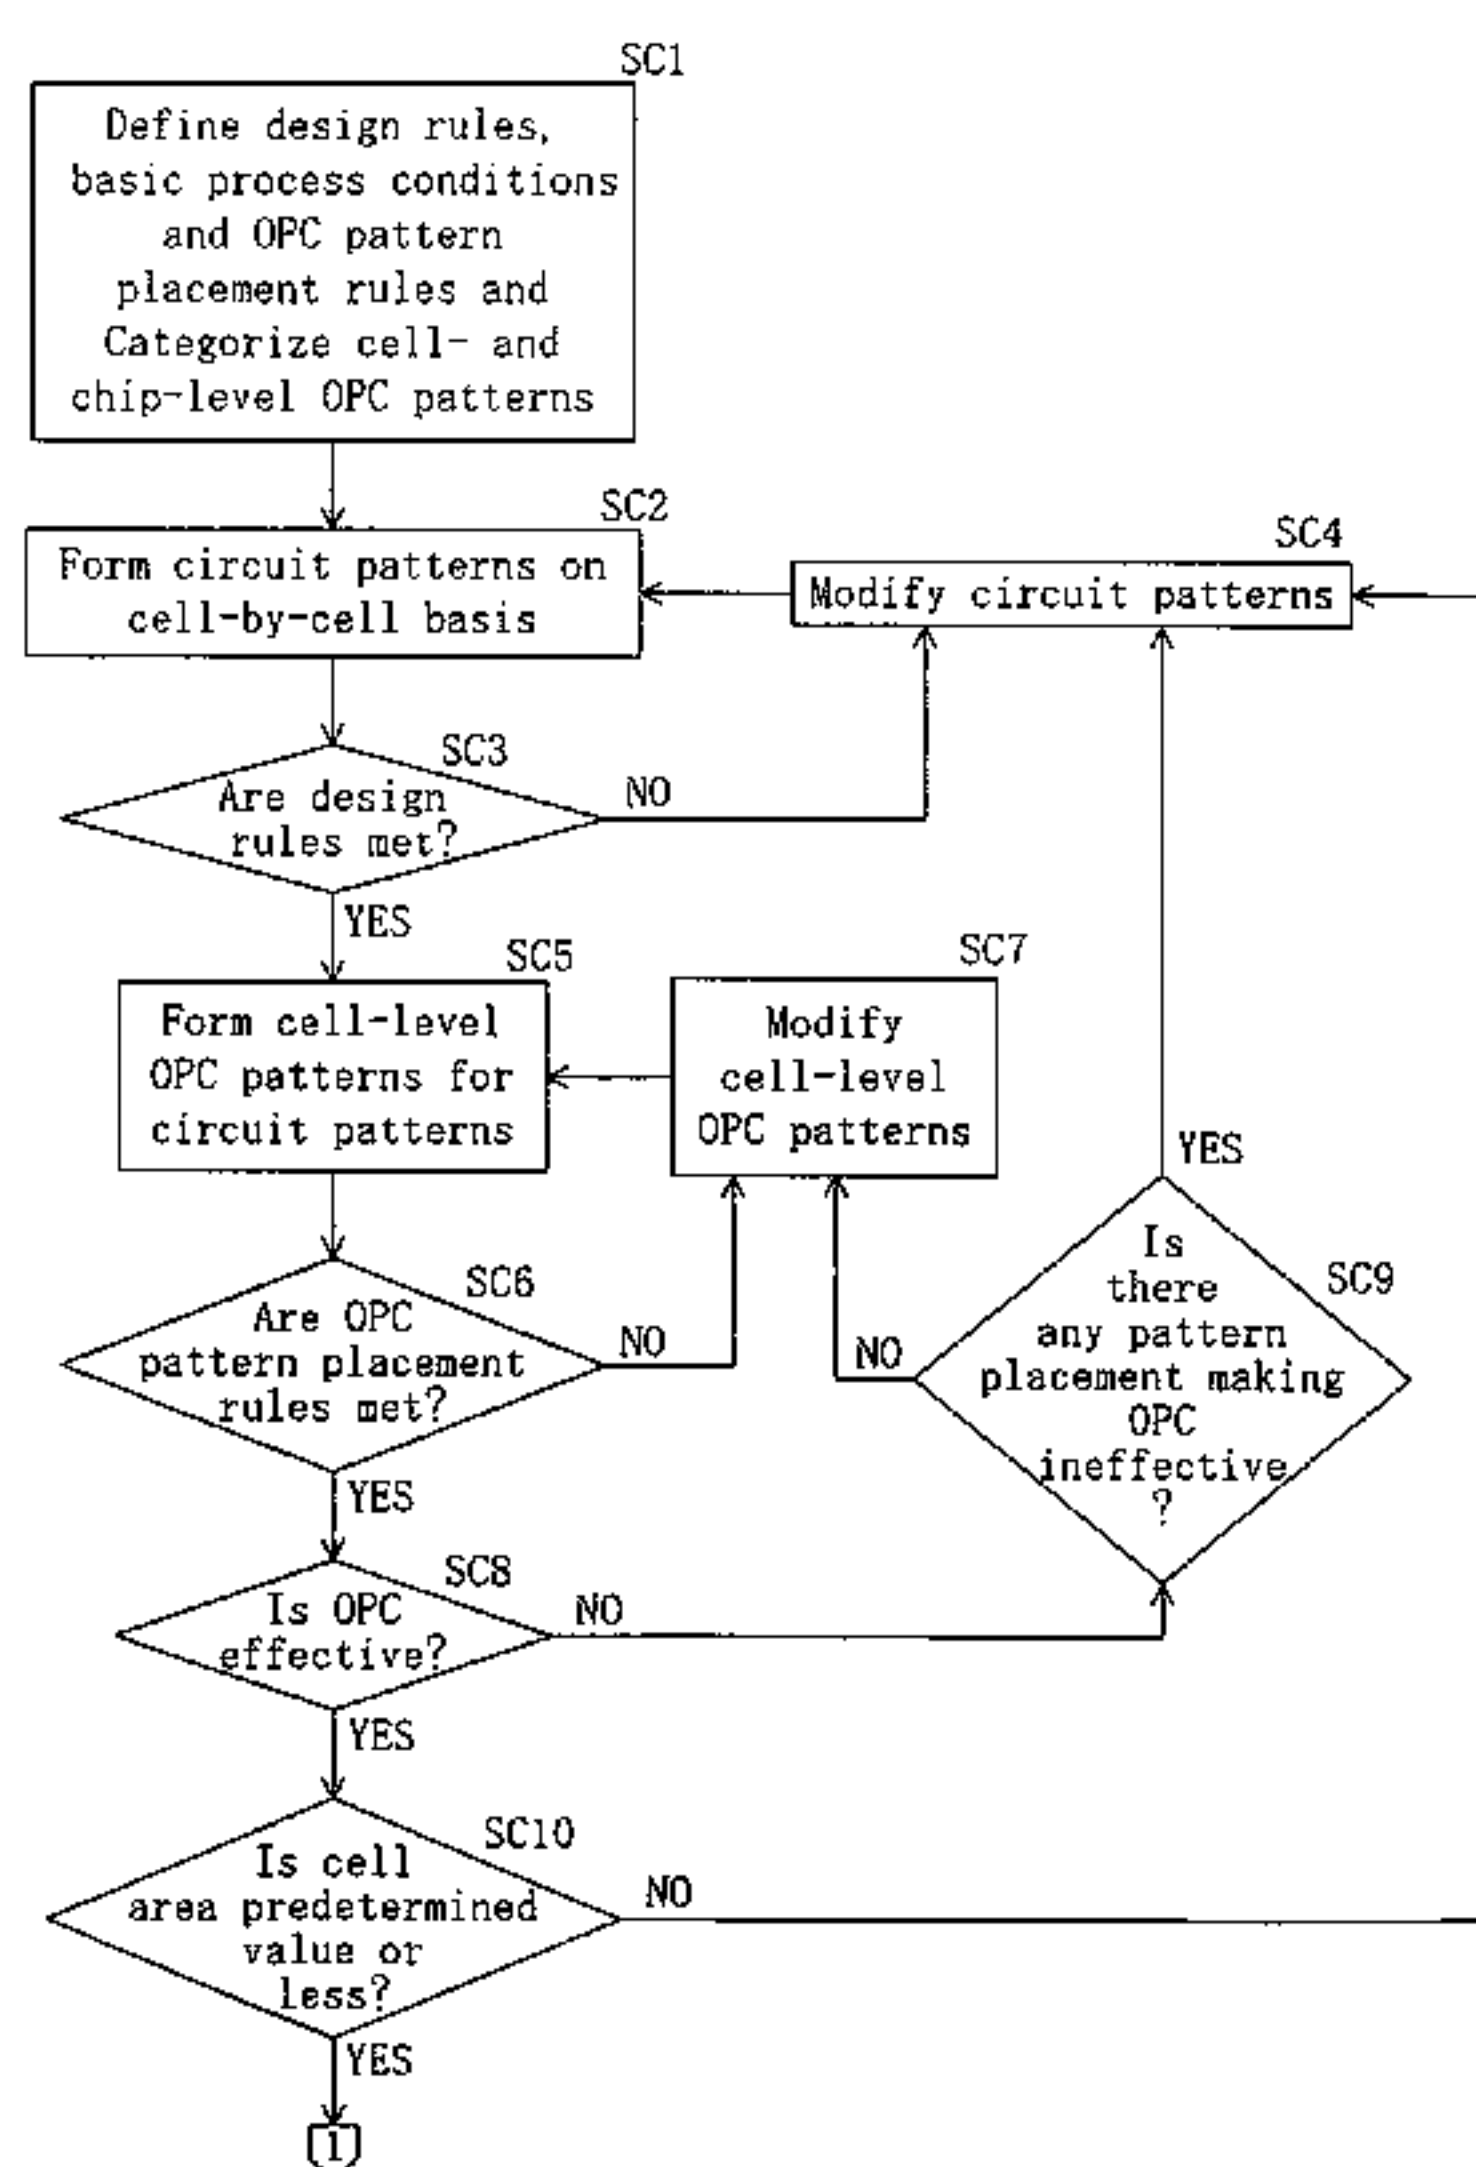 SC1
Define design rules,
basic process conditions
and OPC pattern
placement rules and
Categorize cell- and
chip-level OPC patterns
SC2
Form circuit patterns on
cell-by-cell basis
SC4
Modify circuit patterns
SC3
Are design
rules met?
NO
YES
SC5
Form cell-level
OPC patterns for
circuit patterns
SC7
Modify
cell-level
OPC patterns
YES
SC6
Are OPC
pattern placement
rules met?
NO
NO
SC9
Is
there
any pattern
placement making
OPC
ineffective
?
YES
SC8
Is OPC
effective?
NO
YES
SC10
Is cell
area predetermined
value or
less?
NO
YES
(1)